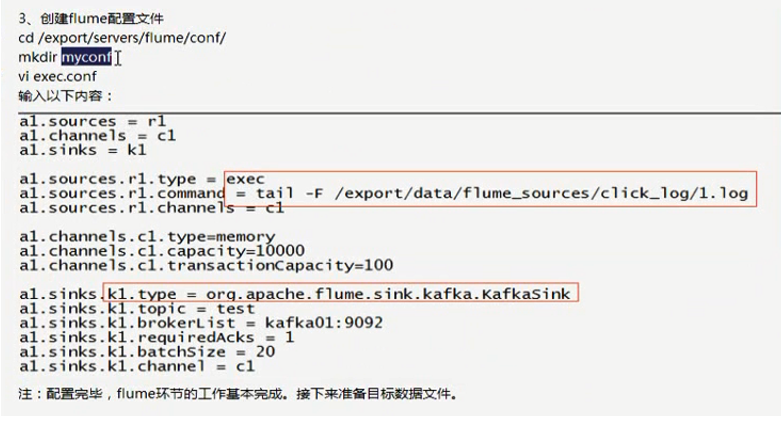 3、创建flume配置文件
cd /export/servers/flume/conf/
mkdir myconf
vi exec.conf
输入以下内容：
a1.sources = r1
a1.channels = c1
a1.sinks = k1
a1.sources.r1.type = exec
a1.sources.r1.command = tail -F /export/data/flume_sources/click_log/1.log
a1.sources.r1.channels = c1
a1.channels.c1.type=memory
a1.channels.c1.capacity=10000
a1.channels.c1.transactionCapacity=100
a1.sinks.k1.type = org.apache.flume.sink.kafka.KafkaSink
a1.sinks.k1.topic = test
a1.sinks.k1.brokerList = kafka01:9092
a1.sinks.k1.requiredAcks = 1
a1.sinks.k1.batchSize = 20
a1.sinks.k1.channel = c1
注：配置完毕，flume环节的工作基本完成。接下来准备目标数据文件。